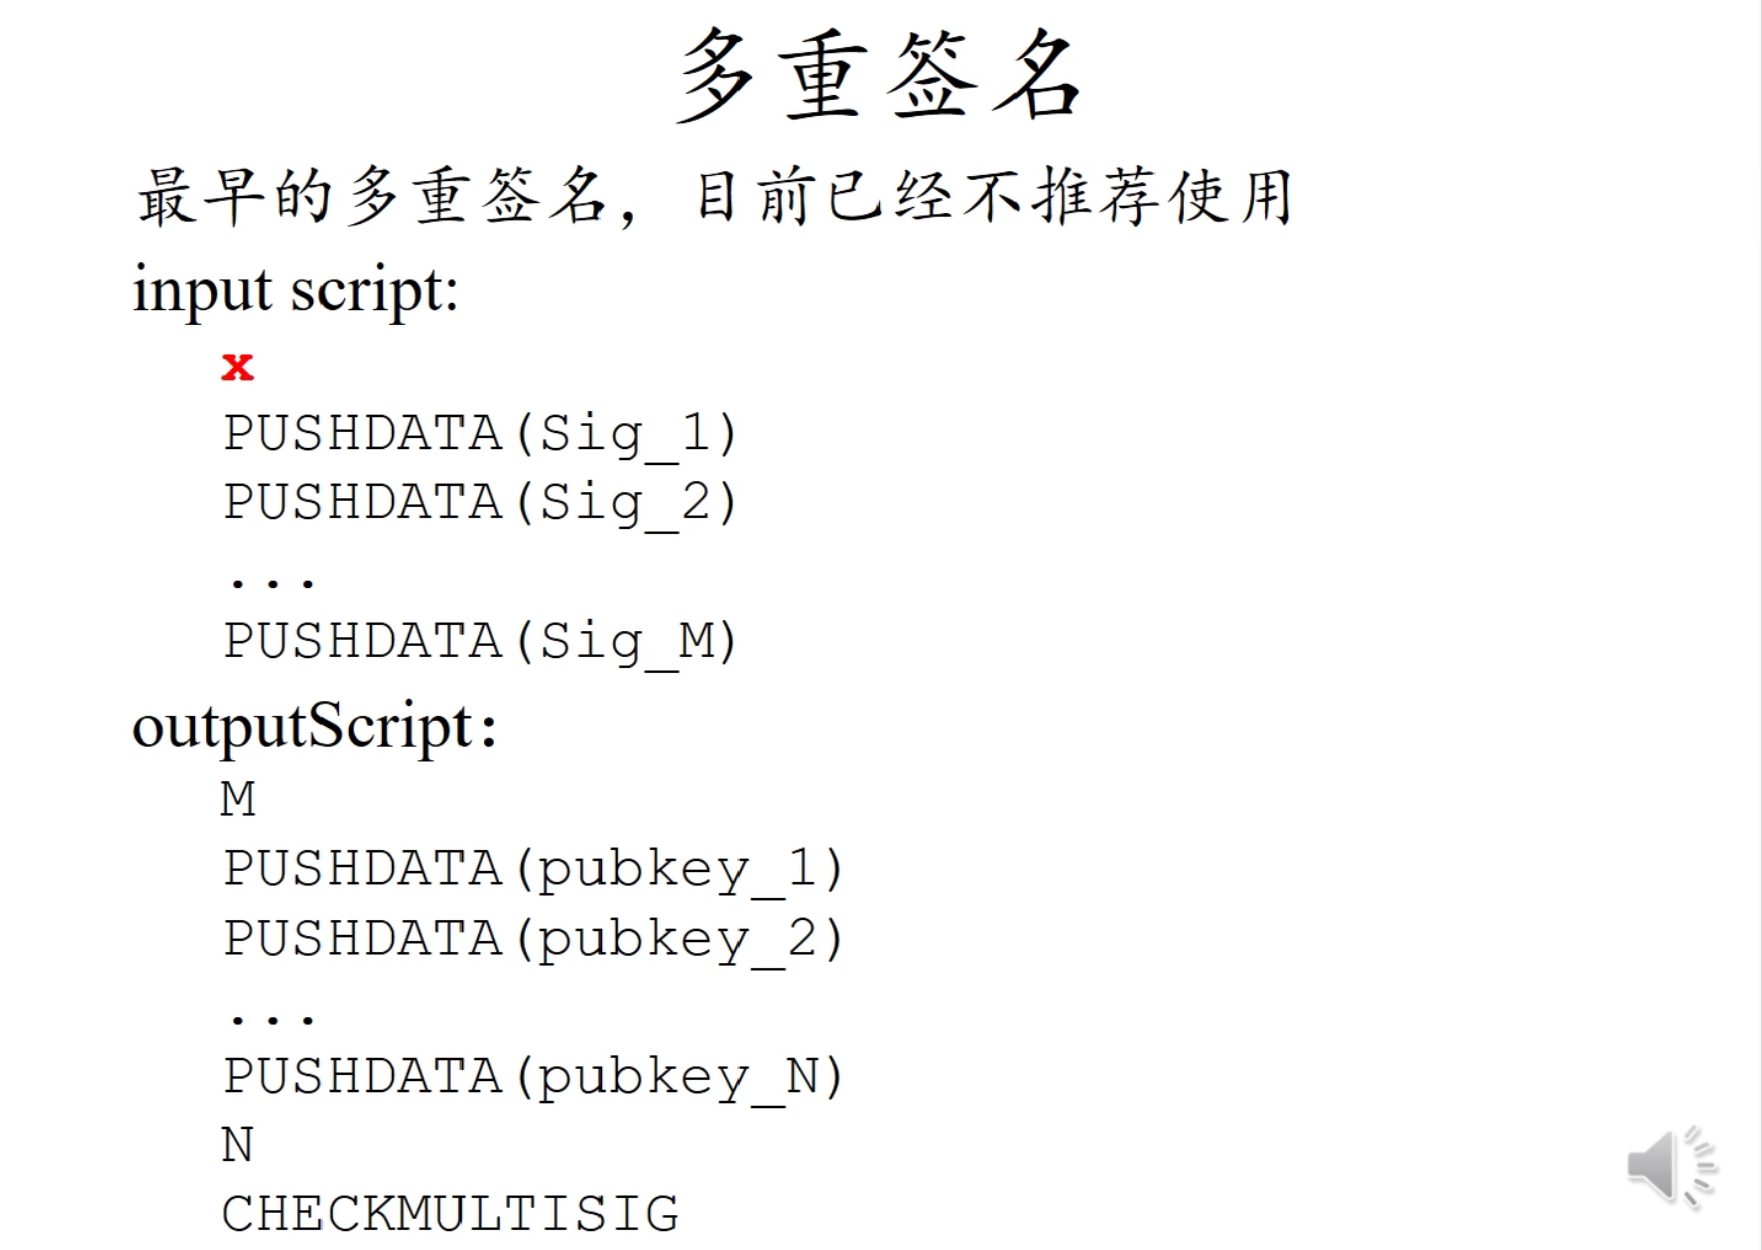 多重签名
最早的多重签名，目前已经不推荐使用
input script:
x
PUSHDATA(Sig_1)
PUSHDATA(Sig_2)
...
PUSHDATA(Sig_M)
outputScript:
M
PUSHDATA(pubkey_1)
PUSHDATA(pubkey_2)
...
PUSHDATA(pubkey_N)
N
CHECKMULTISIG